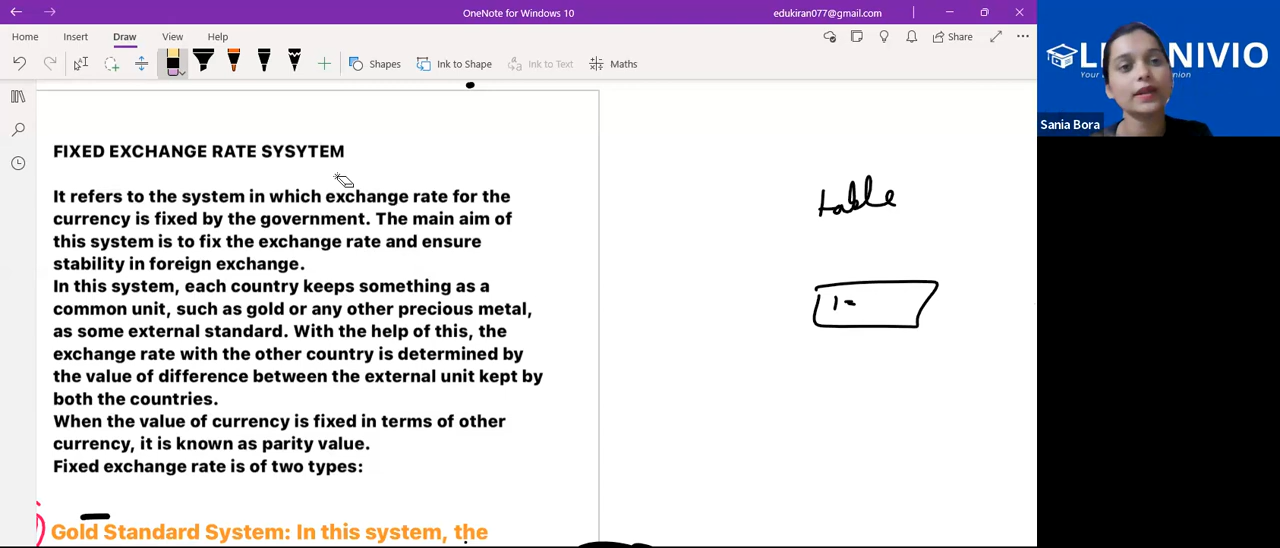 OneNote for Windows 10
edukiran077@gmail.com
Home Insert Draw View Help
Share
Shapes
Ink to Shape
Ink to Text
Maths
FIXED EXCHANGE RATE SYSYTEM
It refers to the system in which exchange rate for the
currency is fixed by the government. The main aim of
this system is to fix the exchange rate and ensure
stability in foreign exchange.
In this system, each country keeps something as a
common unit, such as gold or any other precious metal,
as some external standard. With the help of this, the
exchange rate with the other country is determined by
the value of difference between the external unit kept by
both the countries.
When the value of currency is fixed in terms of other
currency, it is known as parity value.
Fixed exchange rate is of two types:
Gold Standard System: In this system, the
table
Sania Bora